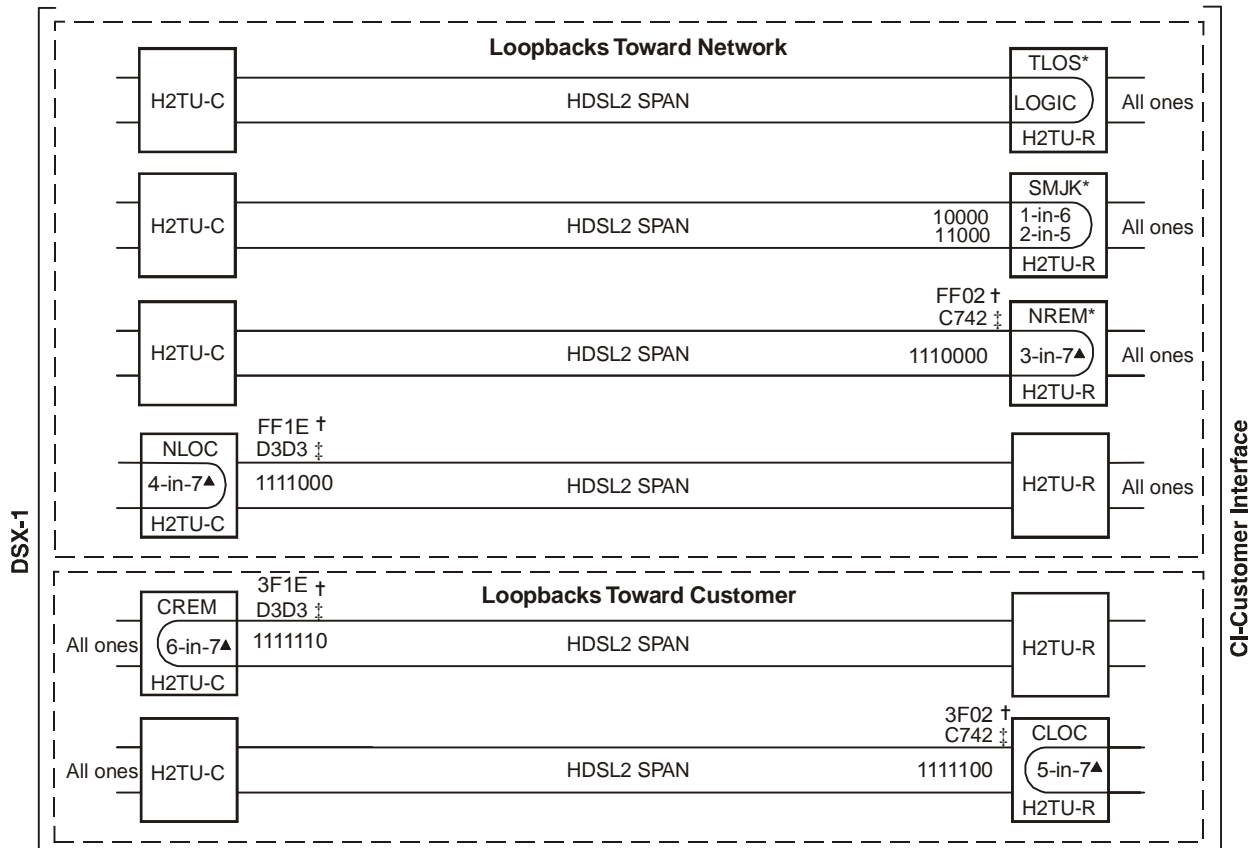 Loopbacks Toward Network
TLOS*
H2TU-C
HDSL2 SPAN
LOGIC
All ones
H2TU-R
SMJK*
H2TU-C
HDSL2 SPAN
10000
11000
1-in-6
2-in-5
All ones
H2TU-R
FF02 †
C742 ‡
NREM*
H2TU-C
HDSL2 SPAN
1110000
3-in-7▲
All ones
H2TU-R
FF1E †
D3D3 ‡
NLOC
4-in-7▲
1111000
HDSL2 SPAN
H2TU-R
All ones
H2TU-C
DSX-1
CI-Customer Interface
3F1E †
D3D3 ‡
Loopbacks Toward Customer
CREM
All ones
6-in-7▲
1111110
HDSL2 SPAN
H2TU-R
H2TU-C
3F02 †
C742 ‡
CLOC
All ones
H2TU-C
HDSL2 SPAN
1111100
5-in-7▲
H2TU-R